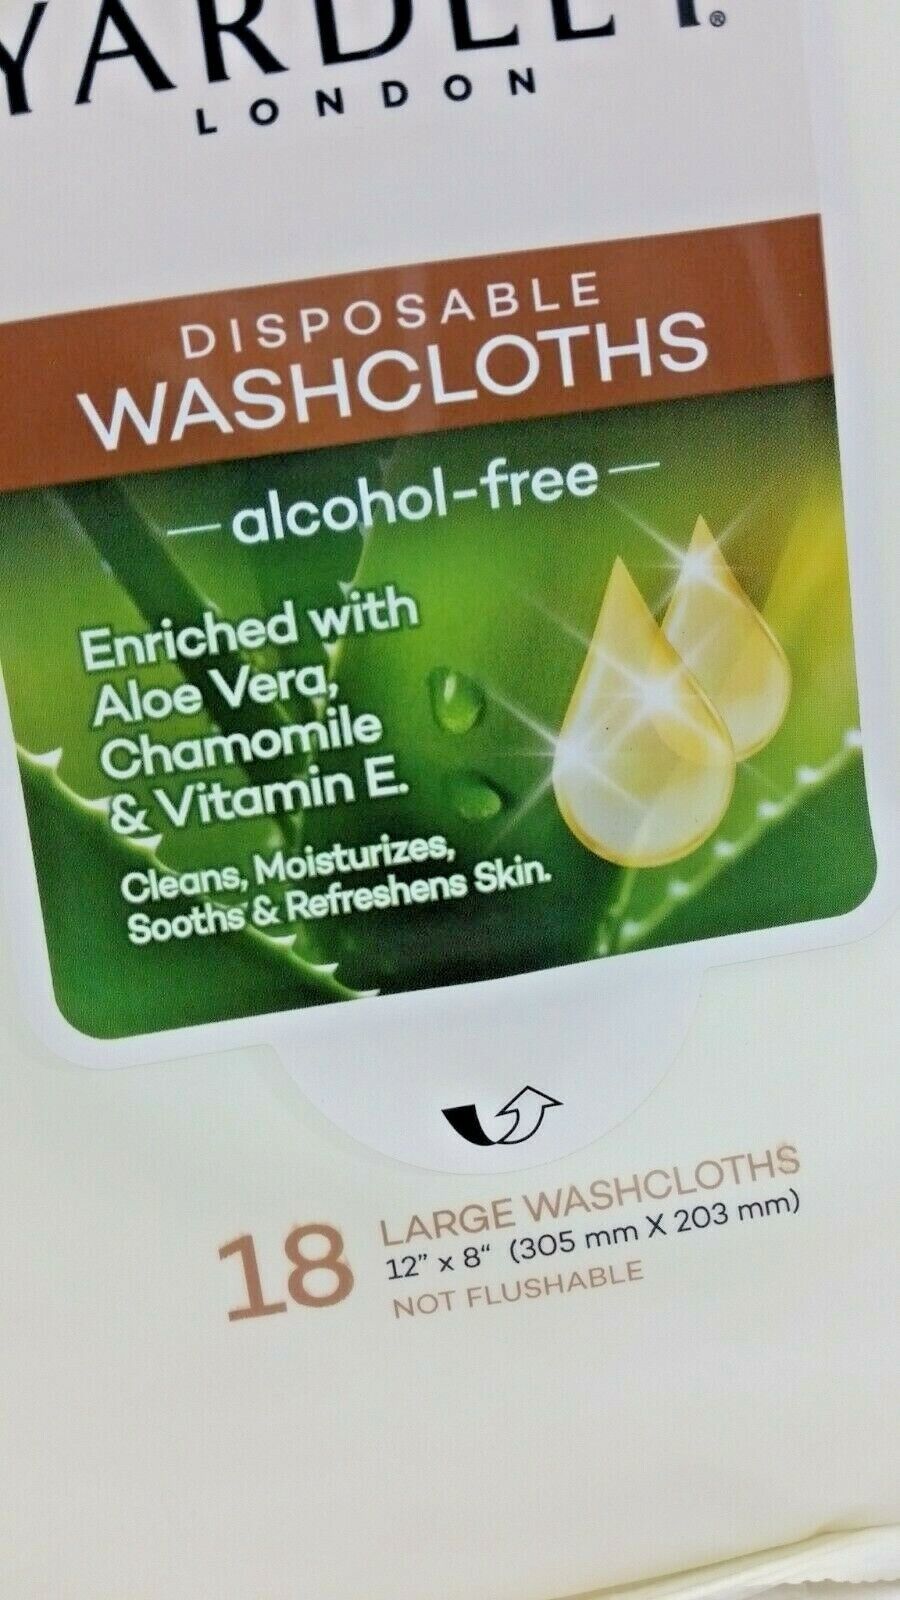 YARDLEY®
LONDON
DISPOSABLE
WASHCLOTHS
—alcohol-free—
Enriched with
Aloe Vera,
Chamomile
& Vitamin E.
Cleans, Moisturizes,
Sooths & Refreshens Skin.
18
LARGE WASHCLOTHS
12” x 8“ (305 mm X 203 mm)
NOT FLUSHABLE